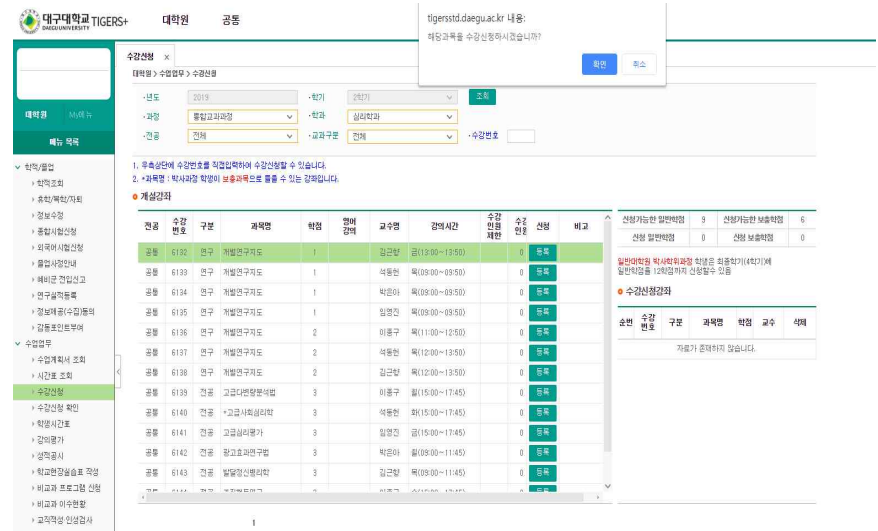 대구대학교 TIGERS+
DAEGU UNIVERSITY
대학원 공통
tigersstd.daegu.ac.kr 내용:
해당과목을 수강신청하시겠습니까?
확인 취소
수강신청 ×
대학원 > 수업업무 > 수강신청
·년도 2019 ·학기 2학기 조회
·과정 통합교과과정 ·학과 심리학과
·전공 전체 ·교과구분 전체 ·수강번호
대학원 My메뉴
메뉴 목록
학적/졸업
학적조회
휴학/복학/자퇴
정보수정
종합시험신청
외국어시험신청
졸업사정안내
예비군 전입신고
연구실적등록
정보제공(수집)동의
감동포인트부여
수업업무
수업계획서 조회
시간표 조회
수강신청
수강신청 확인
학생시간표
강의평가
성적공시
학교현장실습표 작성
비교과 프로그램 신청
비교과 이수현황
교직적성·인성검사
1. 우측상단에 수강번호를 직접입력하여 수강신청할 수 있습니다.
2. *과목명 : 박사과정 학생이 보충과목으로 들을 수 있는 강좌입니다.
개설강좌
전공 수강번호 구분 과목명 학점 영어강의 교수명 강의시간 수강인원제한 신청 비고
공통 6132 연구 개별연구지도 1 김근향 금(13:00~13:50) 0 등록
공통 6133 연구 개별연구지도 1 석동헌 목(09:00~09:50) 0 등록
공통 6134 연구 개별연구지도 1 박은아 목(09:00~09:50) 0 등록
공통 6135 연구 개별연구지도 1 임영진 목(09:00~09:50) 0 등록
공통 6136 연구 개별연구지도 2 이종구 목(11:00~12:50) 0 등록
공통 6137 연구 개별연구지도 2 석동헌 목(12:00~13:50) 0 등록
공통 6138 연구 개별연구지도 2 김근향 목(12:00~13:50) 0 등록
공통 6139 전공 고급다변량분석법 3 이종구 월(15:00~17:45) 0 등록
공통 6140 전공 *고급사회심리학 3 석동헌 화(15:00~17:45) 0 등록
공통 6141 전공 고급심리평가 3 임영진 금(15:00~17:45) 0 등록
공통 6142 전공 광고효과연구법 3 박은아 월(09:00~11:45) 0 등록
공통 6143 전공 발달정신병리학 3 김근향 목(09:00~11:45) 0 등록
1
신청가능한 일반학점 9 신청가능한 보충학점 6
신청 일반학점 0 신청 보충학점 0
일반대학원 박사학위과정 학생은 최종학기(4학기)에
일반학점을 12학점까지 신청할수 있음
수강신청강좌
순번 수강번호 구분 과목명 학점 교수 삭제
자료가 존재하지 않습니다.